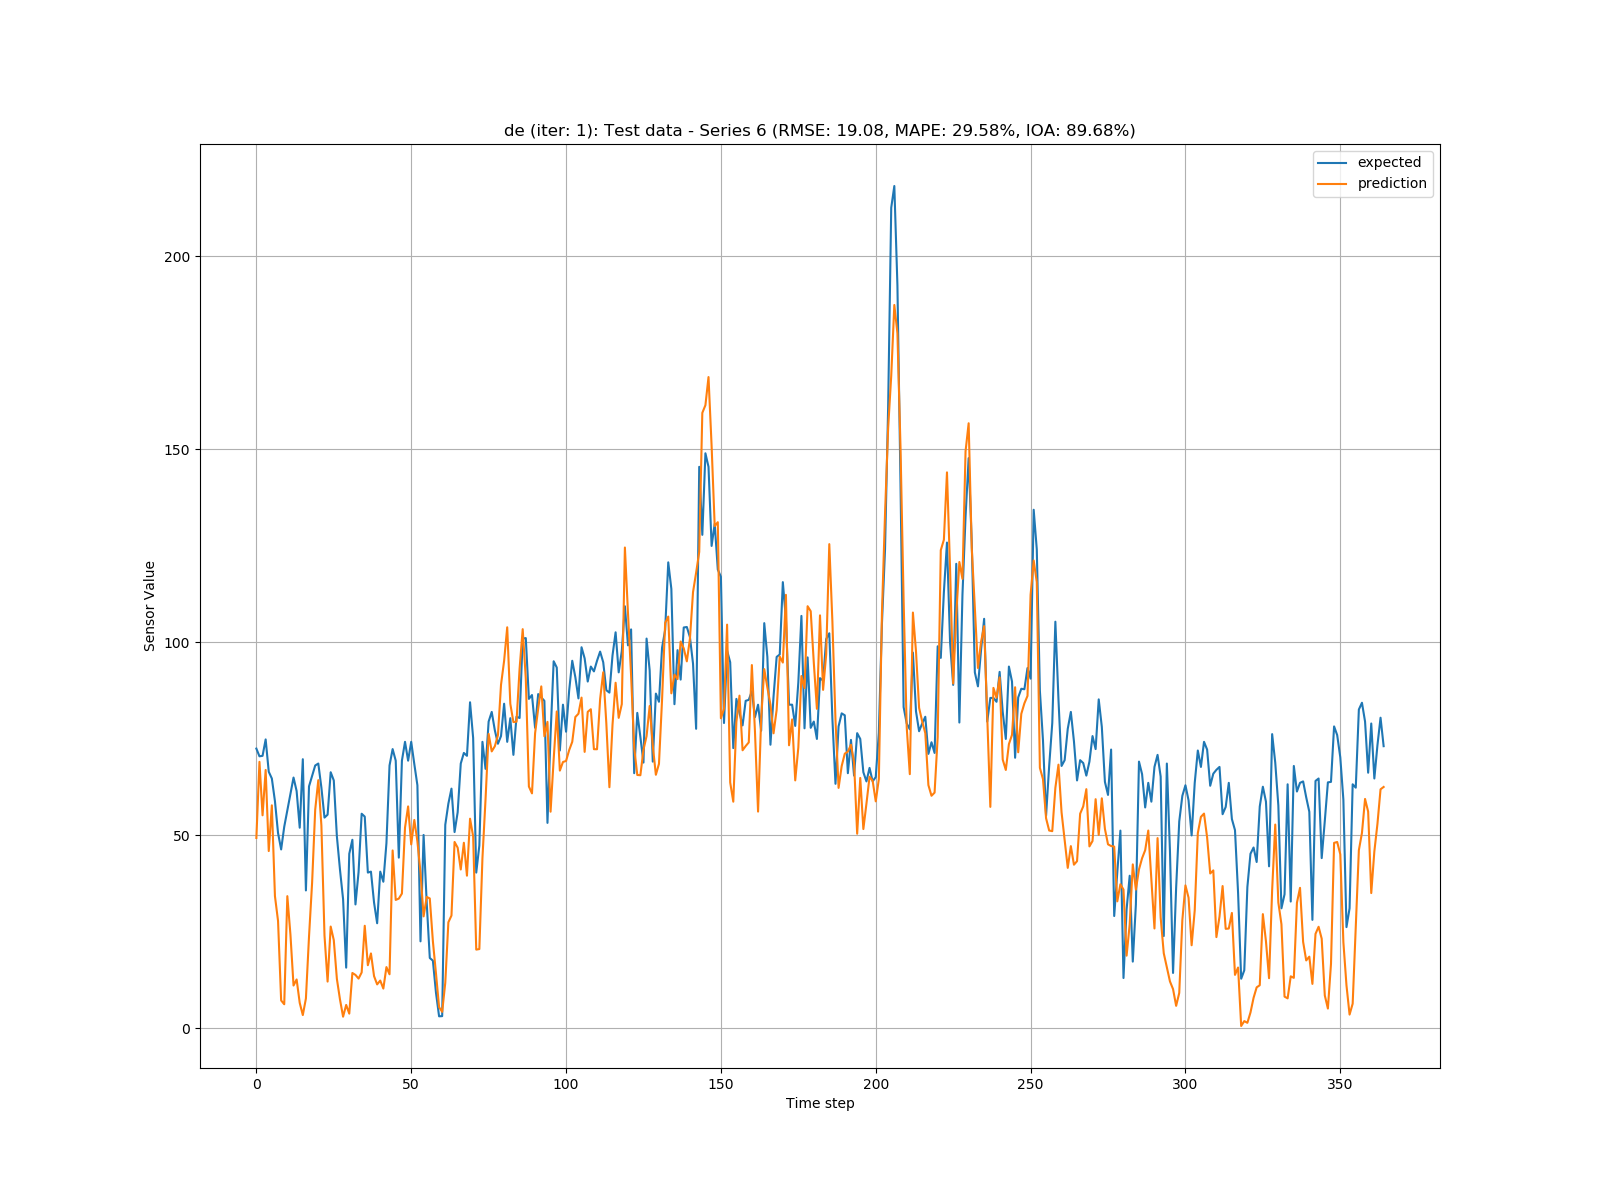 de (iter: 1): Test data - Series 6 (RMSE: 19.08, MAPE: 29.58%, IOA: 89.68%)
expected
prediction
200
150
100
50
0
Sensor Value
0 50 100 150 200 250 300 350
Time step